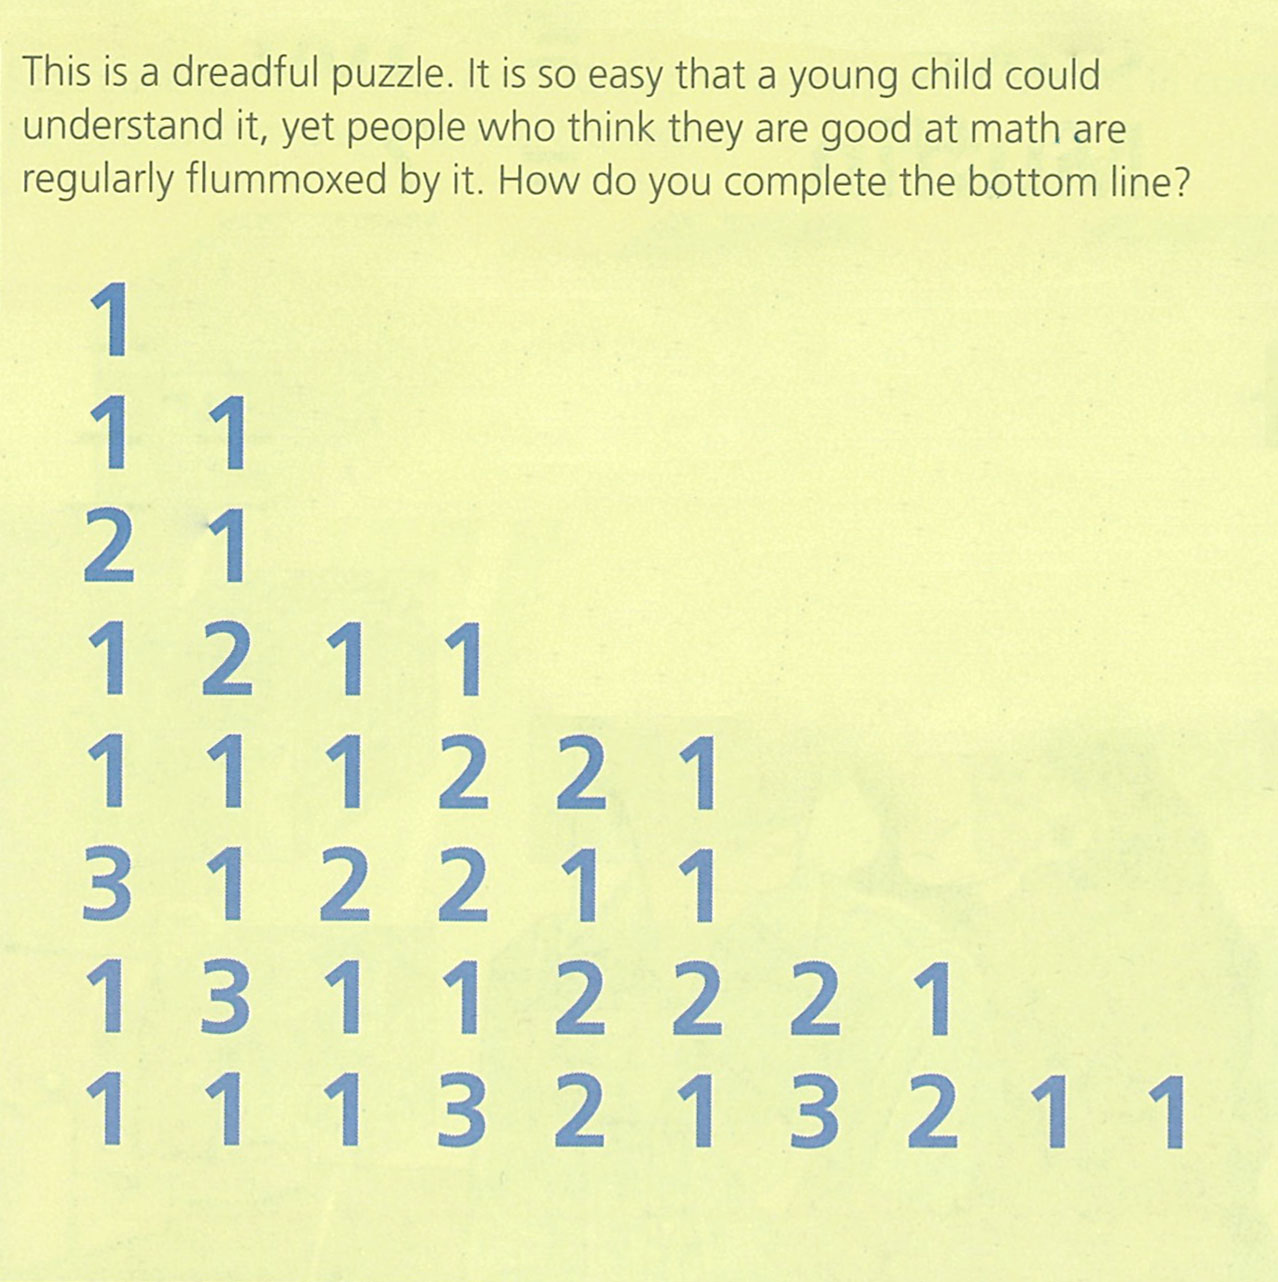 This is a dreadful puzzle. It is so easy that a young child could
understand it, yet people who think they are good at math are
regularly flummoxed by it. How do you complete the bottom line?
1
1 1
2 1
1 2 1 1
1 1 1 2 2 1
3 1 2 2 1 1
1 3 1 1 2 2 2 1
1 1 1 3 2 1 3 2 1 1